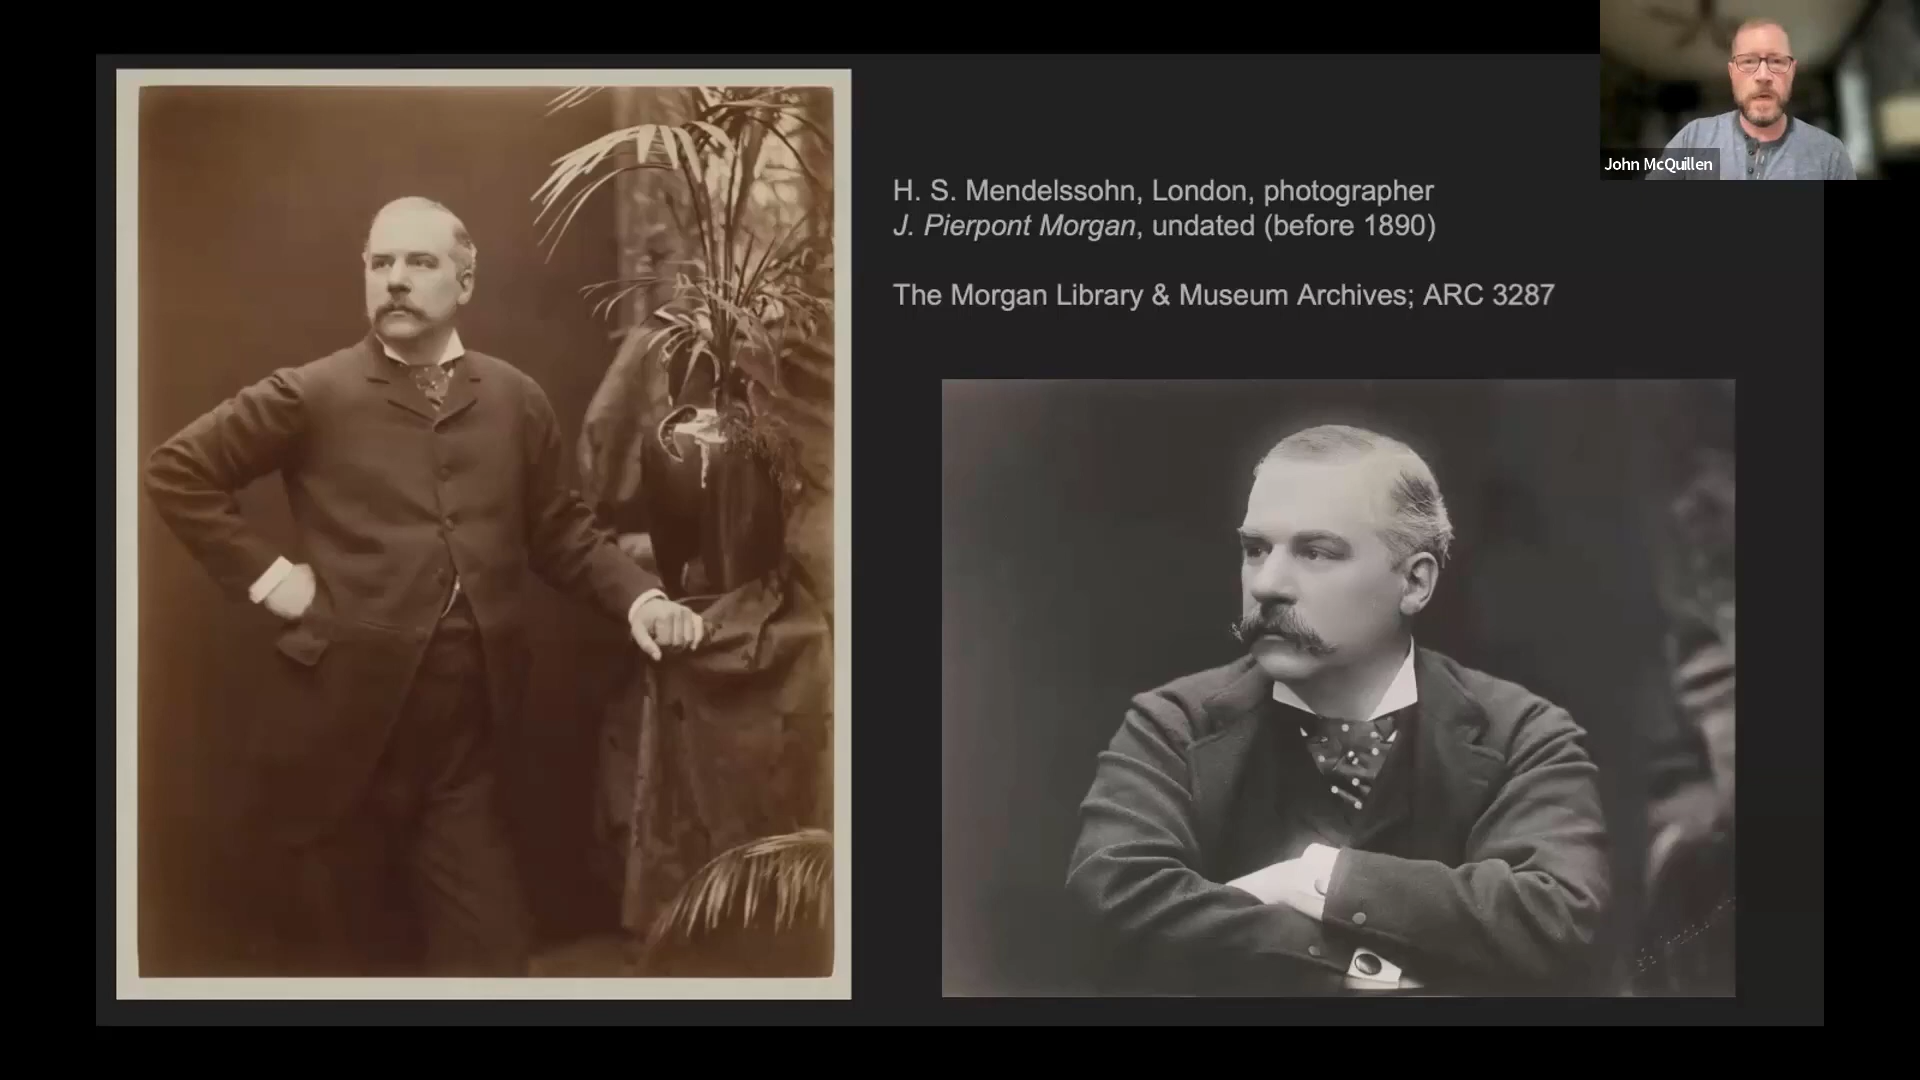 H. S. Mendelssohn, London, photographer
J. Pierpont Morgan, undated (before 1890)
The Morgan Library & Museum Archives; ARC 3287
John McQuillen